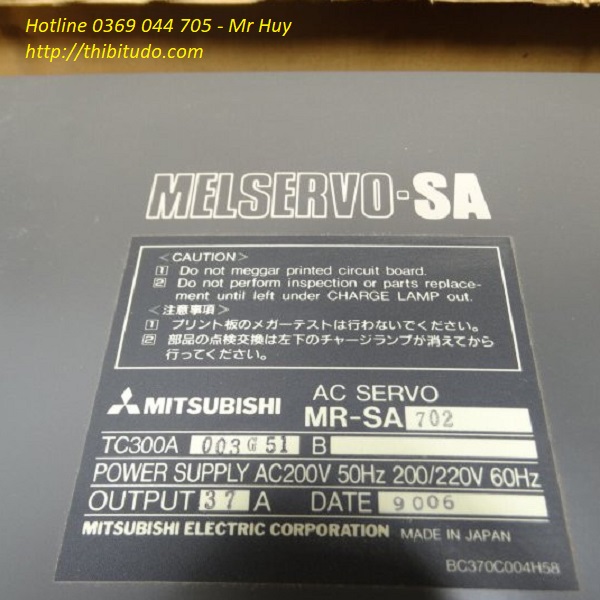 Hotline 0369 044 705 - Mr Huy
http://thibitudo.com
MELSERVO-SA
<CAUTION>
1 Do not meggar printed circuit board.
2 Do not perform inspection or parts replace-
ment until left under CHARGE LAMP out.
<注意事項>
1 プリント板のメガーテストは行わないでください。
2 部品の点検交換は左下のチャージランプが消えてから
行ってください。
AC SERVO
MITSUBISHI MR-SA 702
TC300A 003G51 B
POWER SUPPLY AC200V 50Hz 200/220V 60Hz
OUTPUT 37 A DATE 9006
MITSUBISHI ELECTRIC CORPORATION MADE IN JAPAN
BC370C004H58